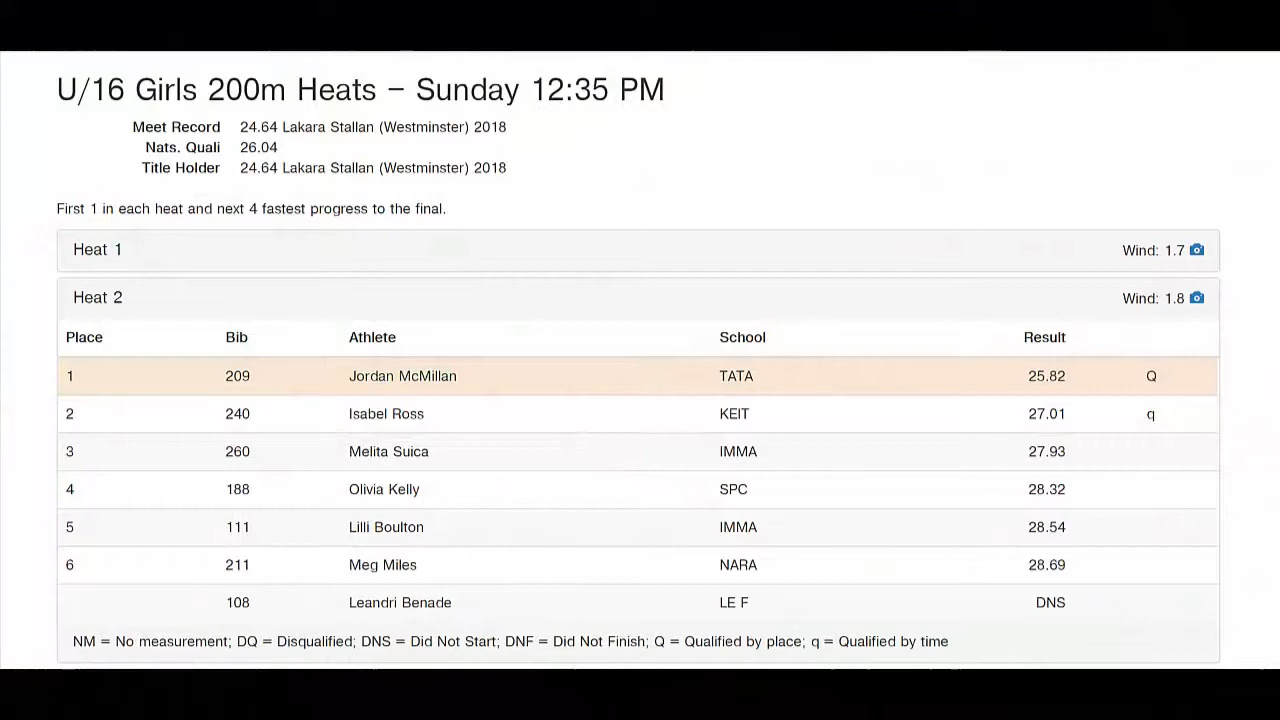 U/16 Girls 200m Heats – Sunday 12:35 PM
Meet Record 24.64 Lakara Stallan (Westminster) 2018
Nats. Quali 26.04
Title Holder 24.64 Lakara Stallan (Westminster) 2018
First 1 in each heat and next 4 fastest progress to the final.
Heat 1 Wind: 1.7
Heat 2 Wind: 1.8
Place Bib Athlete School Result
1 209 Jordan McMillan TATA 25.82 Q
2 240 Isabel Ross KEIT 27.01 q
3 260 Melita Suica IMMA 27.93
4 188 Olivia Kelly SPC 28.32
5 111 Lilli Boulton IMMA 28.54
6 211 Meg Miles NARA 28.69
108 Leandri Benade LE F DNS
NM = No measurement; DQ = Disqualified; DNS = Did Not Start; DNF = Did Not Finish; Q = Qualified by place; q = Qualified by time